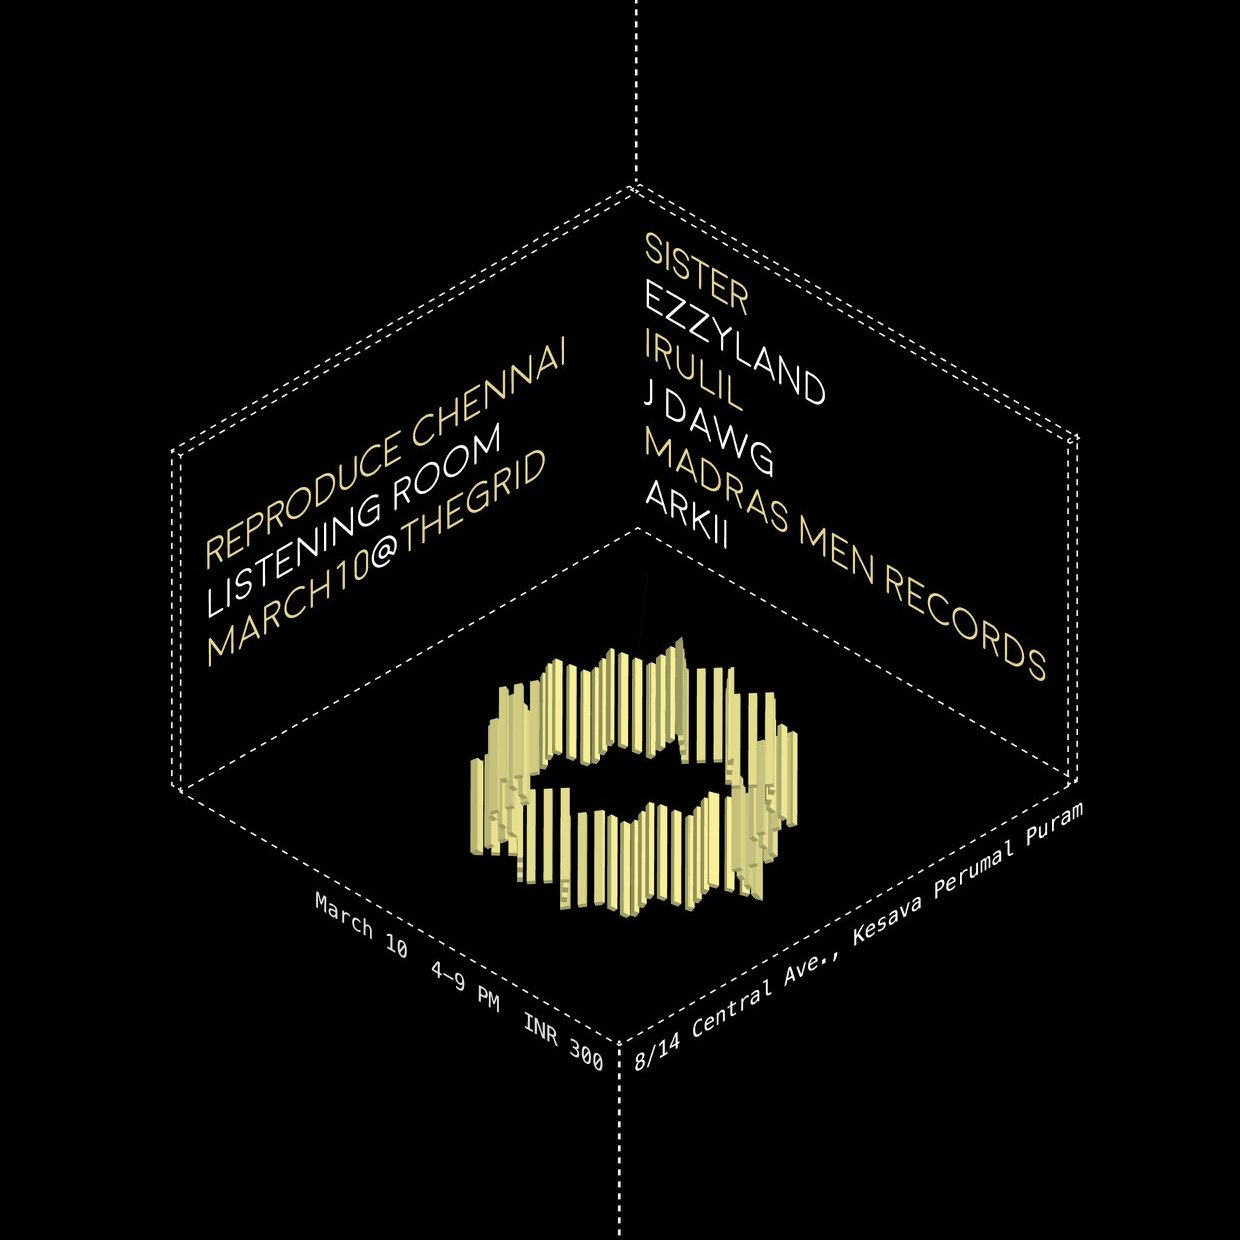 REPRODUCE CHENNAI
LISTENING ROOM
MARCH10@THEGRID
SISTER
EZZYLAND
IRULIL
J DAWG
MADRAS MEN RECORDS
ARKII
March 10 4–9 PM INR 300
8/14 Central Ave., Kesava Perumal Puram